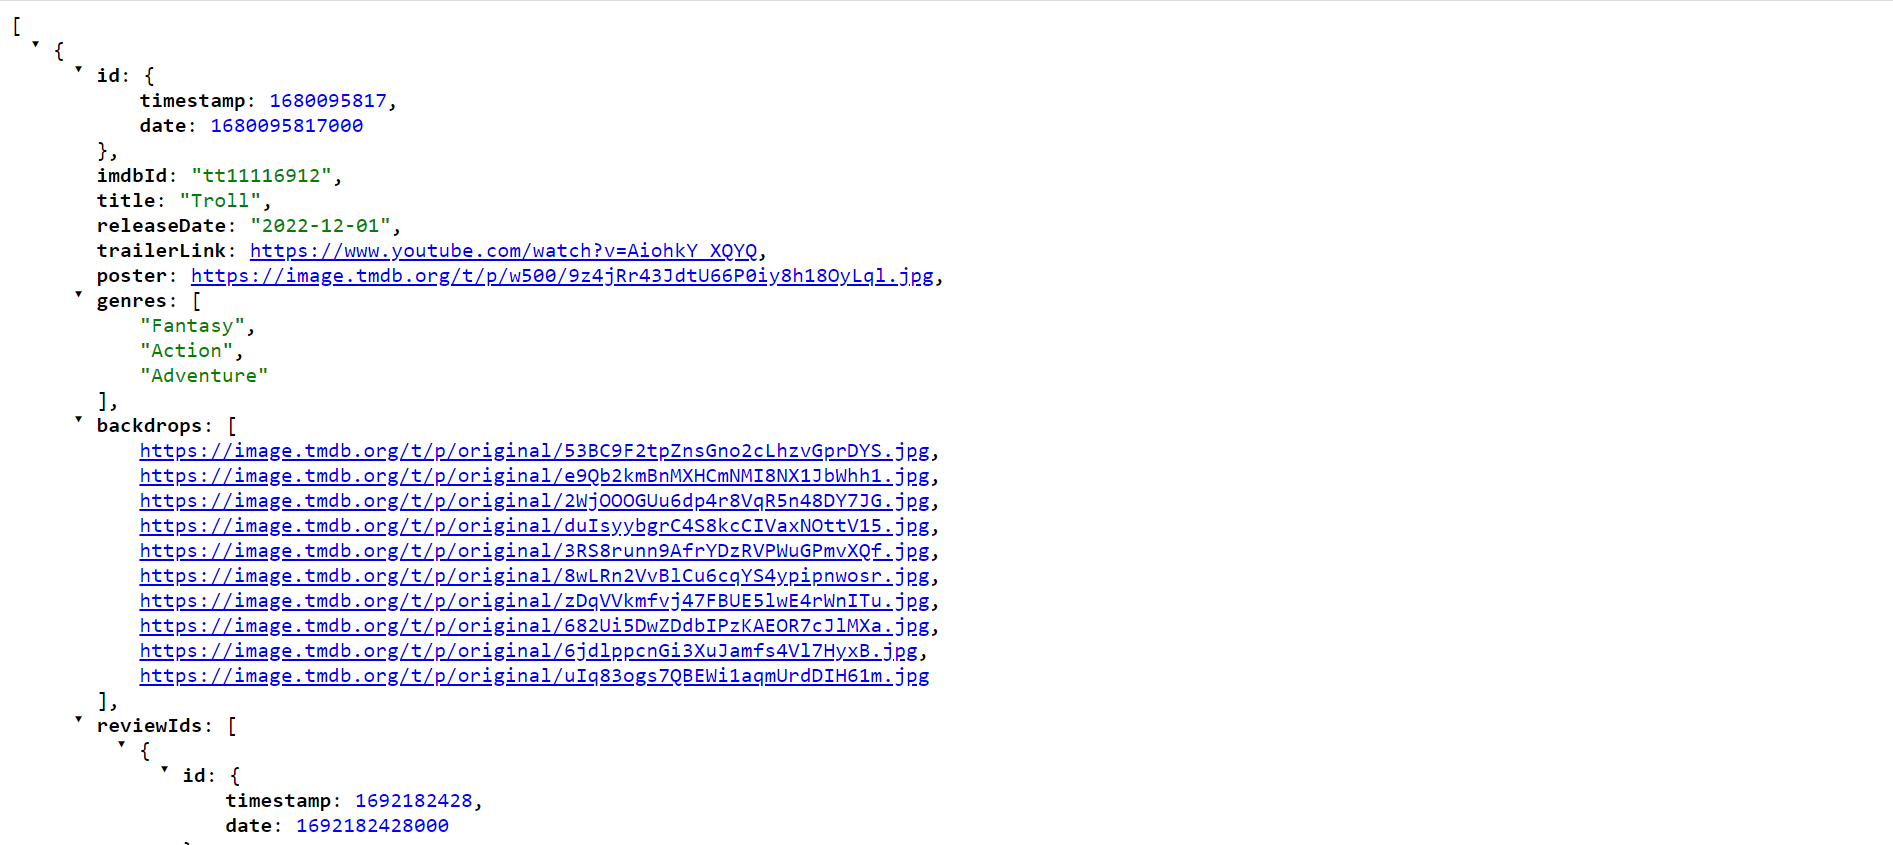 [
{
id: {
timestamp: 1680095817,
date: 1680095817000
},
imdbId: "tt11116912",
title: "Troll",
releaseDate: "2022-12-01",
trailerLink: https://www.youtube.com/watch?v=AiohkY_XQYQ,
poster: https://image.tmdb.org/t/p/w500/9z4jRr43JdtU66P0iy8h18OyLql.jpg,
genres: [
"Fantasy",
"Action",
"Adventure"
],
backdrops: [
https://image.tmdb.org/t/p/original/53BC9F2tpZnsGno2cLhzvGprDYS.jpg,
https://image.tmdb.org/t/p/original/e9Qb2kmBnMXHCmNMI8NX1JbWhh1.jpg,
https://image.tmdb.org/t/p/original/2WjOOOGUu6dp4r8VqR5n48DY7JG.jpg,
https://image.tmdb.org/t/p/original/duIsyybgrC4S8kcCIVaxNOttV15.jpg,
https://image.tmdb.org/t/p/original/3RS8runn9AfrYDzRVPWuGPmvXQf.jpg,
https://image.tmdb.org/t/p/original/8wLRn2VvBlCu6cqYS4ypipnwosr.jpg,
https://image.tmdb.org/t/p/original/zDqVVkmfvj47FBUE5lwE4rWnITu.jpg,
https://image.tmdb.org/t/p/original/682Ui5DwZDdbIPzKAEOR7cJlMXa.jpg,
https://image.tmdb.org/t/p/original/6jdlppcnGi3XuJamfs4Vl7HyxB.jpg,
https://image.tmdb.org/t/p/original/uIq83ogs7QBEWi1aqmUrdDIH61m.jpg
],
reviewIds: [
{
id: {
timestamp: 1692182428,
date: 1692182428000